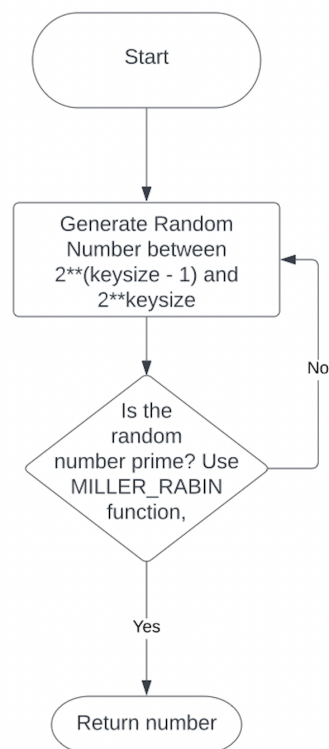 Start
Generate Random
Number between
2**(keysize - 1) and
2**keysize
Is the
random
number prime? Use
MILLER_RABIN
function,
No
Yes
Return number